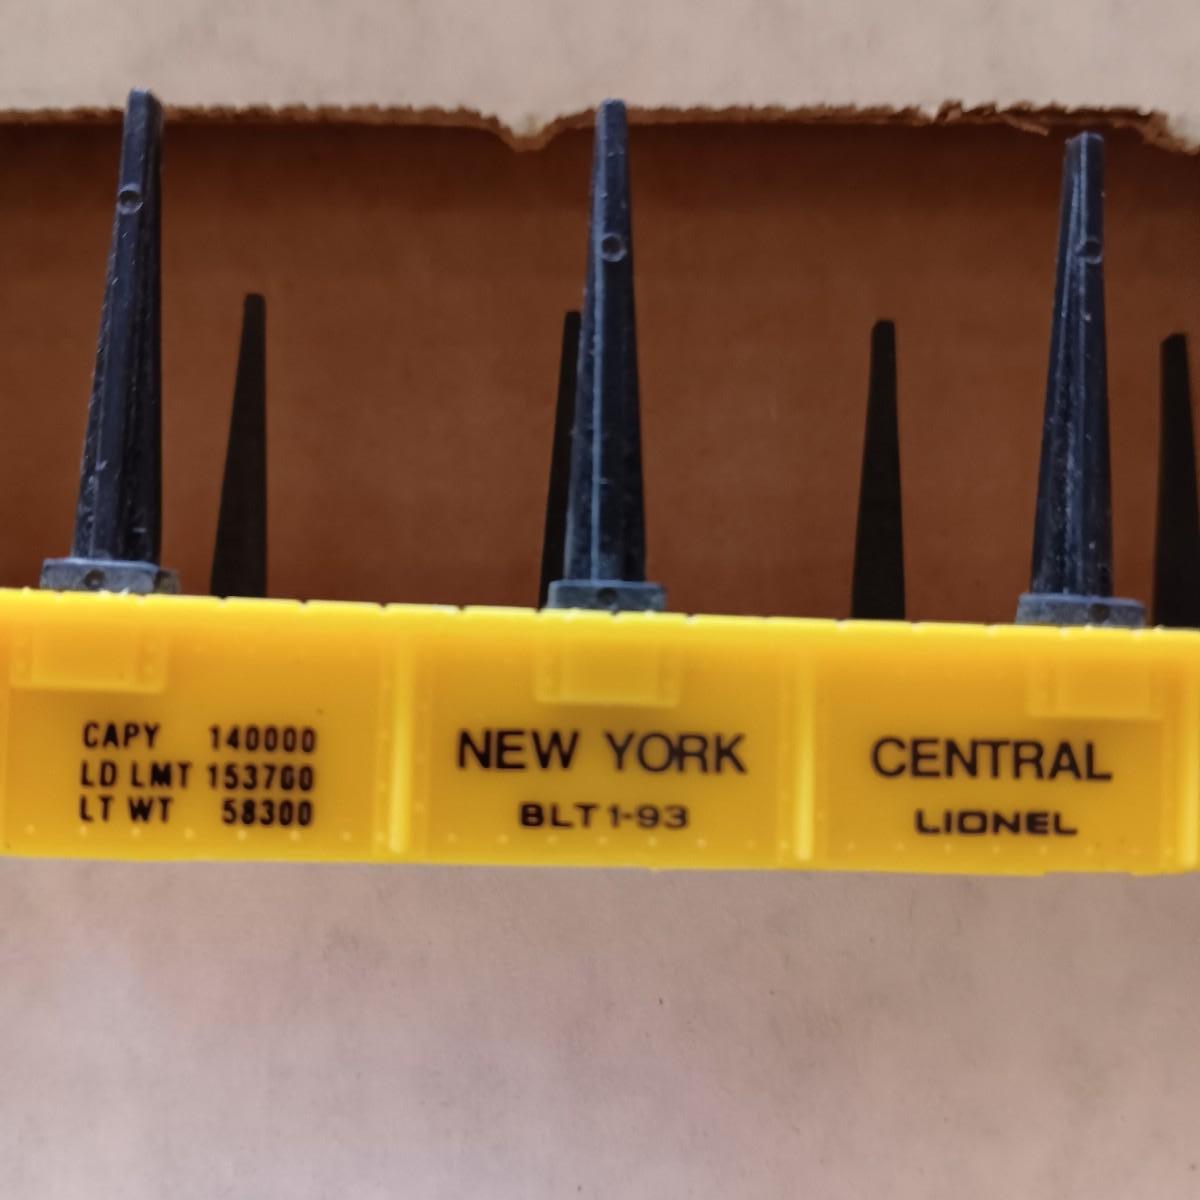 CAPY 140000
LD LMT 153700
LT WT 58300
NEW YORK
BLT 1-93
CENTRAL
LIONEL